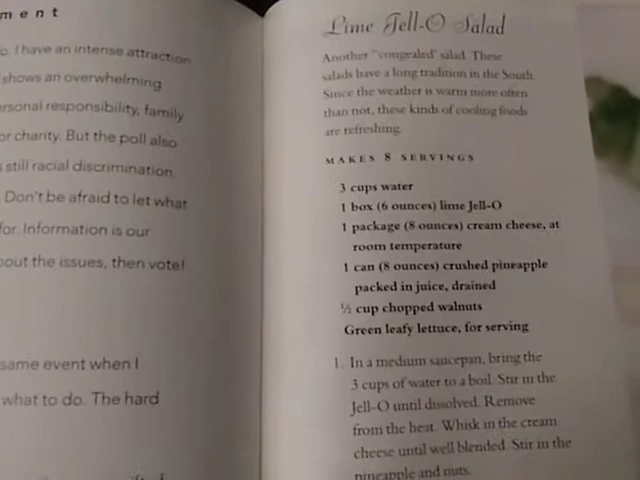 ment
o. I have an intense attraction
shows an overwhelming
ersonal responsibility, family
or charity. But the poll also
s still racial discrimination.
Don't be afraid to let what
for. Information is our
bout the issues, then vote!
same event when I
what to do. The hard
Lime Jell-O Salad
Another "congealed" salad. These
salads have a long tradition in the South.
Since the weather is warm more often
than not, these kinds of cooling foods
are refreshing.
MAKES 8 SERVINGS
3 cups water
1 box (6 ounces) lime Jell-O
1 package (8 ounces) cream cheese, at
room temperature
1 can (8 ounces) crushed pineapple
packed in juice, drained
½ cup chopped walnuts
Green leafy lettuce, for serving
1. In a medium saucepan, bring the
3 cups of water to a boil. Stir in the
Jell-O until dissolved. Remove
from the heat. Whisk in the cream
cheese until well blended. Stir in the
pineapple and nuts.